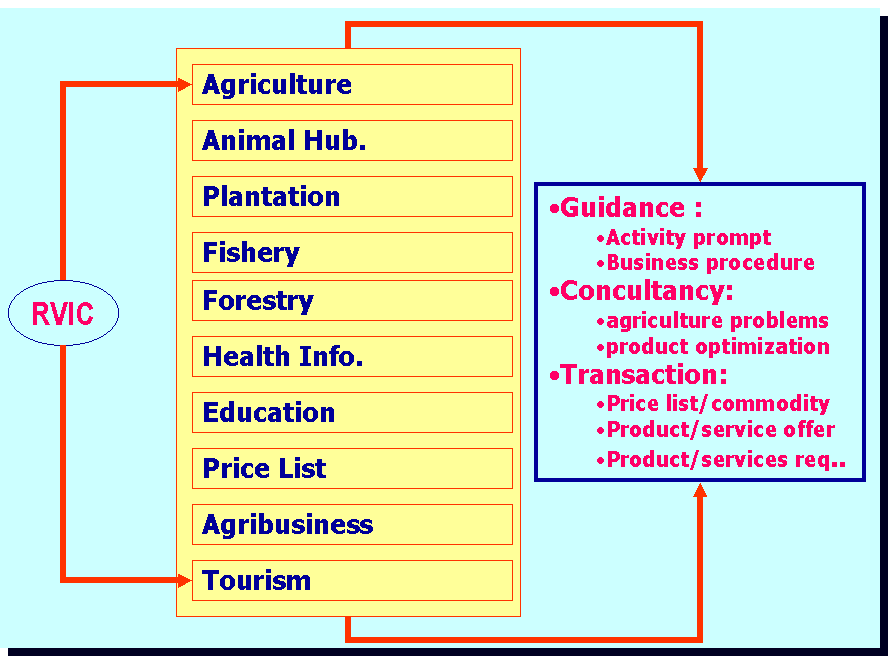 RVIC
Agriculture
Animal Hub.
Plantation
Fishery
Forestry
Health Info.
Education
Price List
Agribusiness
Tourism
•Guidance :
•Activity prompt
•Business procedure
•Concultancy:
•agriculture problems
•product optimization
•Transaction:
•Price list/commodity
•Product/service offer
•Product/services req..